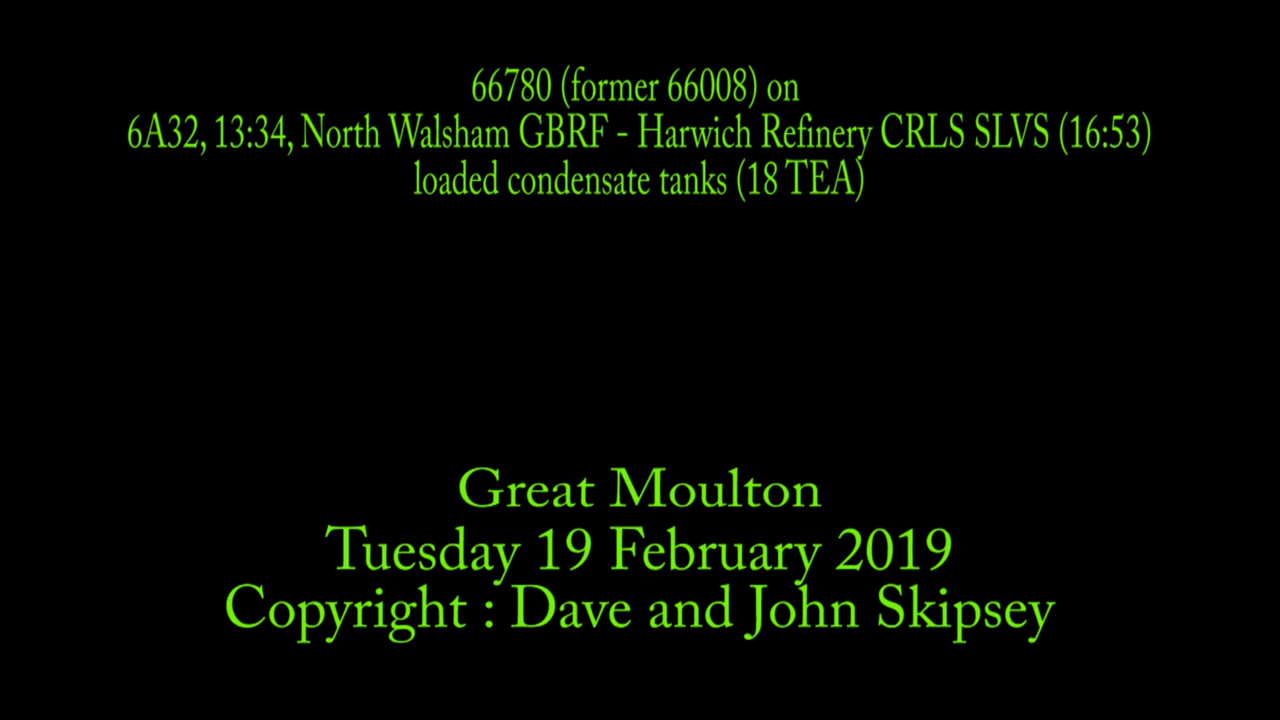 66780 (former 66008) on
6A32, 13:34, North Walsham GBRF - Harwich Refinery CRLS SLVS (16:53)
loaded condensate tanks (18 TEA)
Great Moulton
Tuesday 19 February 2019
Copyright : Dave and John Skipsey